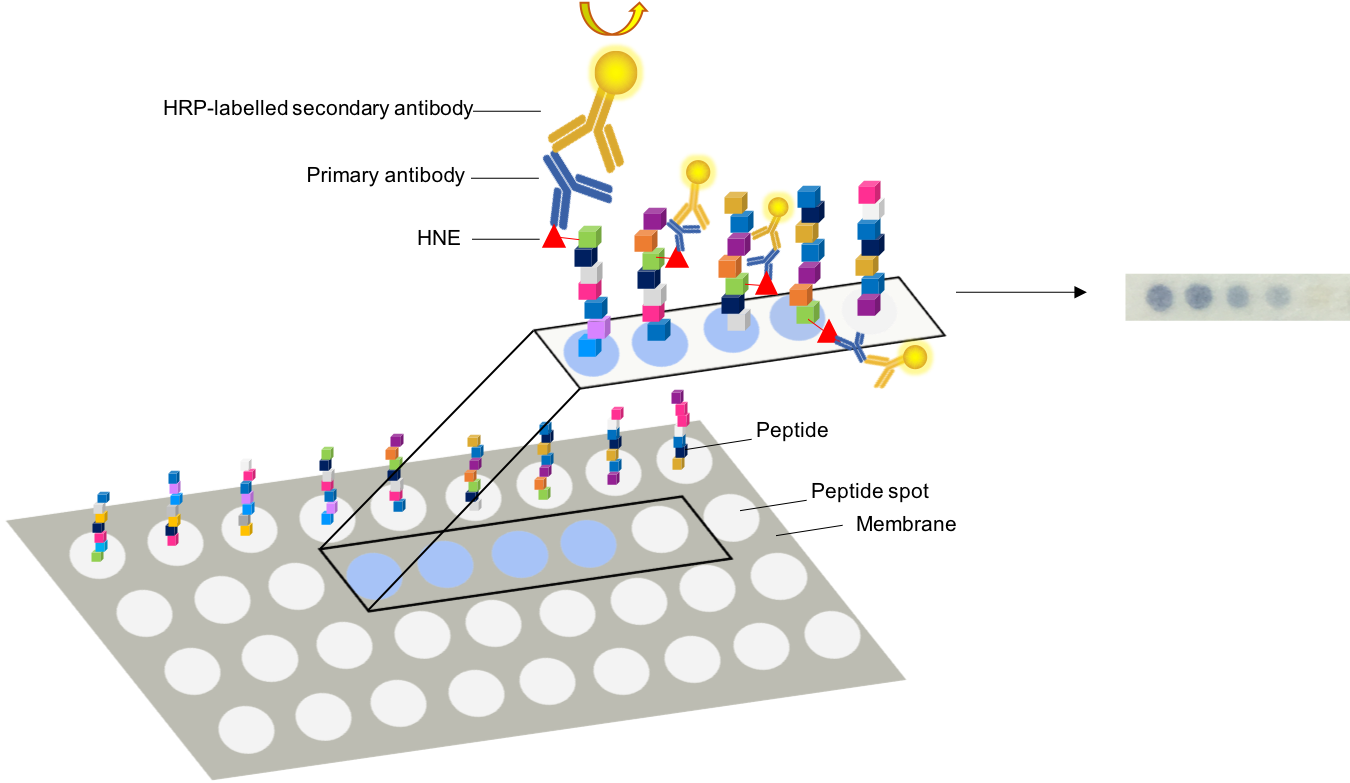 HRP-labelled secondary antibody
Primary antibody
HNE
Peptide
Peptide spot
Membrane